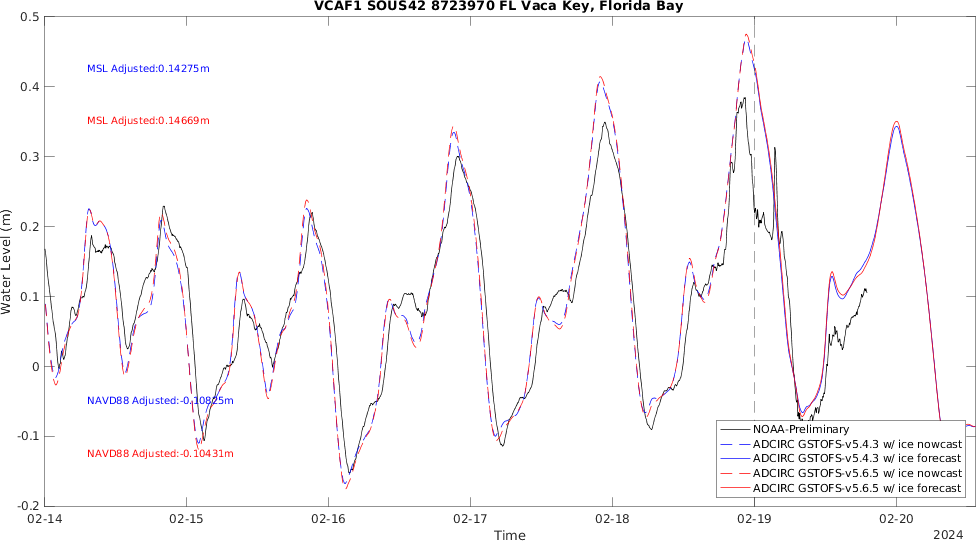 VCAF1 SOUS42 8723970 FL Vaca Key, Florida Bay
0.5
0.4
0.3
0.2
0.1
0
-0.1
-0.2
Water Level (m)
MSL Adjusted:0.14275m
MSL Adjusted:0.14669m
NAVD88 Adjusted:-0.10825m
NAVD88 Adjusted:-0.10431m
NOAA-Preliminary
ADCIRC GSTOFS-v5.4.3 w/ ice nowcast
ADCIRC GSTOFS-v5.4.3 w/ ice forecast
ADCIRC GSTOFS-v5.6.5 w/ ice nowcast
ADCIRC GSTOFS-v5.6.5 w/ ice forecast
02-14 02-15 02-16 02-17 02-18 02-19 02-20
Time
2024